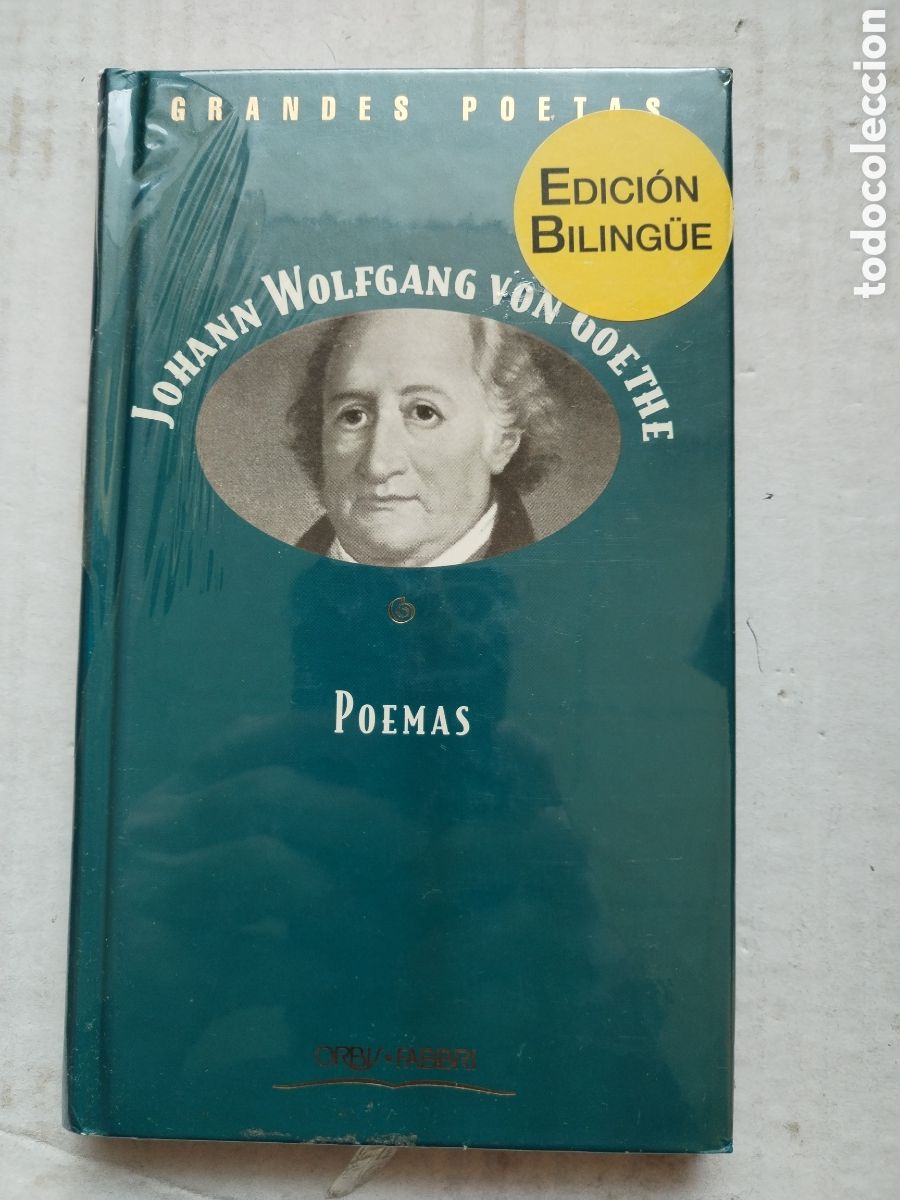 GRANDES POETAS
EDICIÓN
BILINGÜE
JOHANN WOLFGANG VON GOETHE
POEMAS
ORBIS • FABBRI
todocoleccion